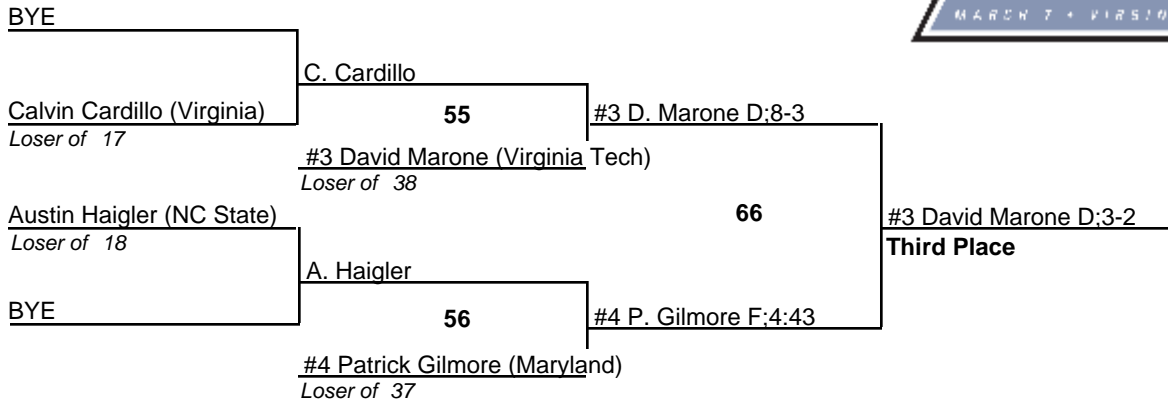 BYE
MARCH 7 •
C. Cardillo
Calvin Cardillo (Virginia)
55
#3 D. Marone D;8-3
Loser of 17
#3 David Marone (Virginia Tech)
Loser of 38
Austin Haigler (NC State)
66
#3 David Marone D;3-2
Loser of 18
Third Place
A. Haigler
BYE
56
#4 P. Gilmore F;4:43
#4 Patrick Gilmore (Maryland)
Loser of 37